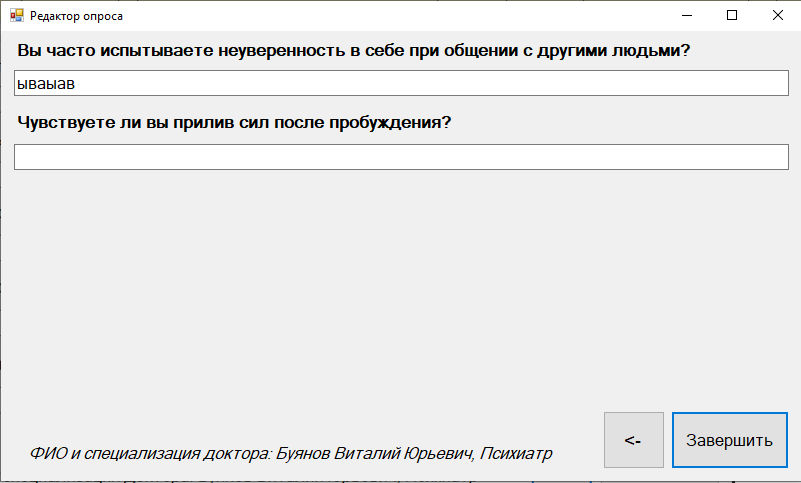 Редактор опроса
Вы часто испытываете неуверенность в себе при общении с другими людьми?
ываыав
Чувствуете ли вы прилив сил после пробуждения?
<- Завершить
ФИО и специализация доктора: Буянов Виталий Юрьевич, Психиатр